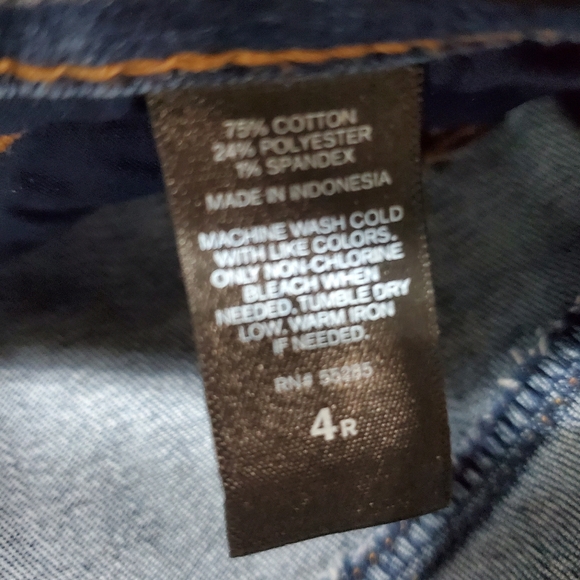 75% COTTON
24% POLYESTER
1% SPANDEX
MADE IN INDONESIA
MACHINE WASH COLD
WITH LIKE COLORS.
ONLY NON-CHLORINE
BLEACH WHEN
NEEDED. TUMBLE DRY
LOW. WARM IRON
IF NEEDED.
RN#
4R